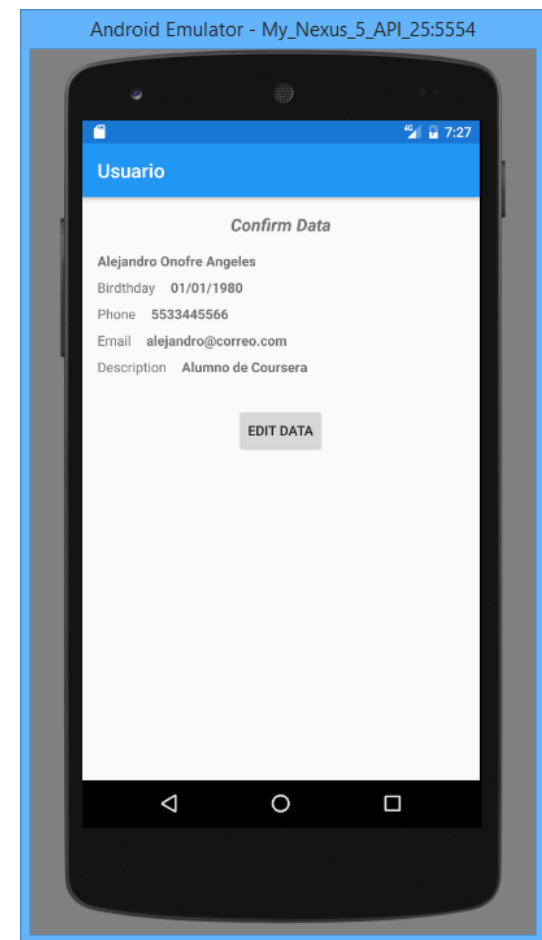 Android Emulator - My_Nexus_5_API_25:5554
4G 7:27
Usuario
Confirm Data
Alejandro Onofre Angeles
Birdthday 01/01/1980
Phone 5533445566
Email alejandro@correo.com
Description Alumno de Coursera
EDIT DATA